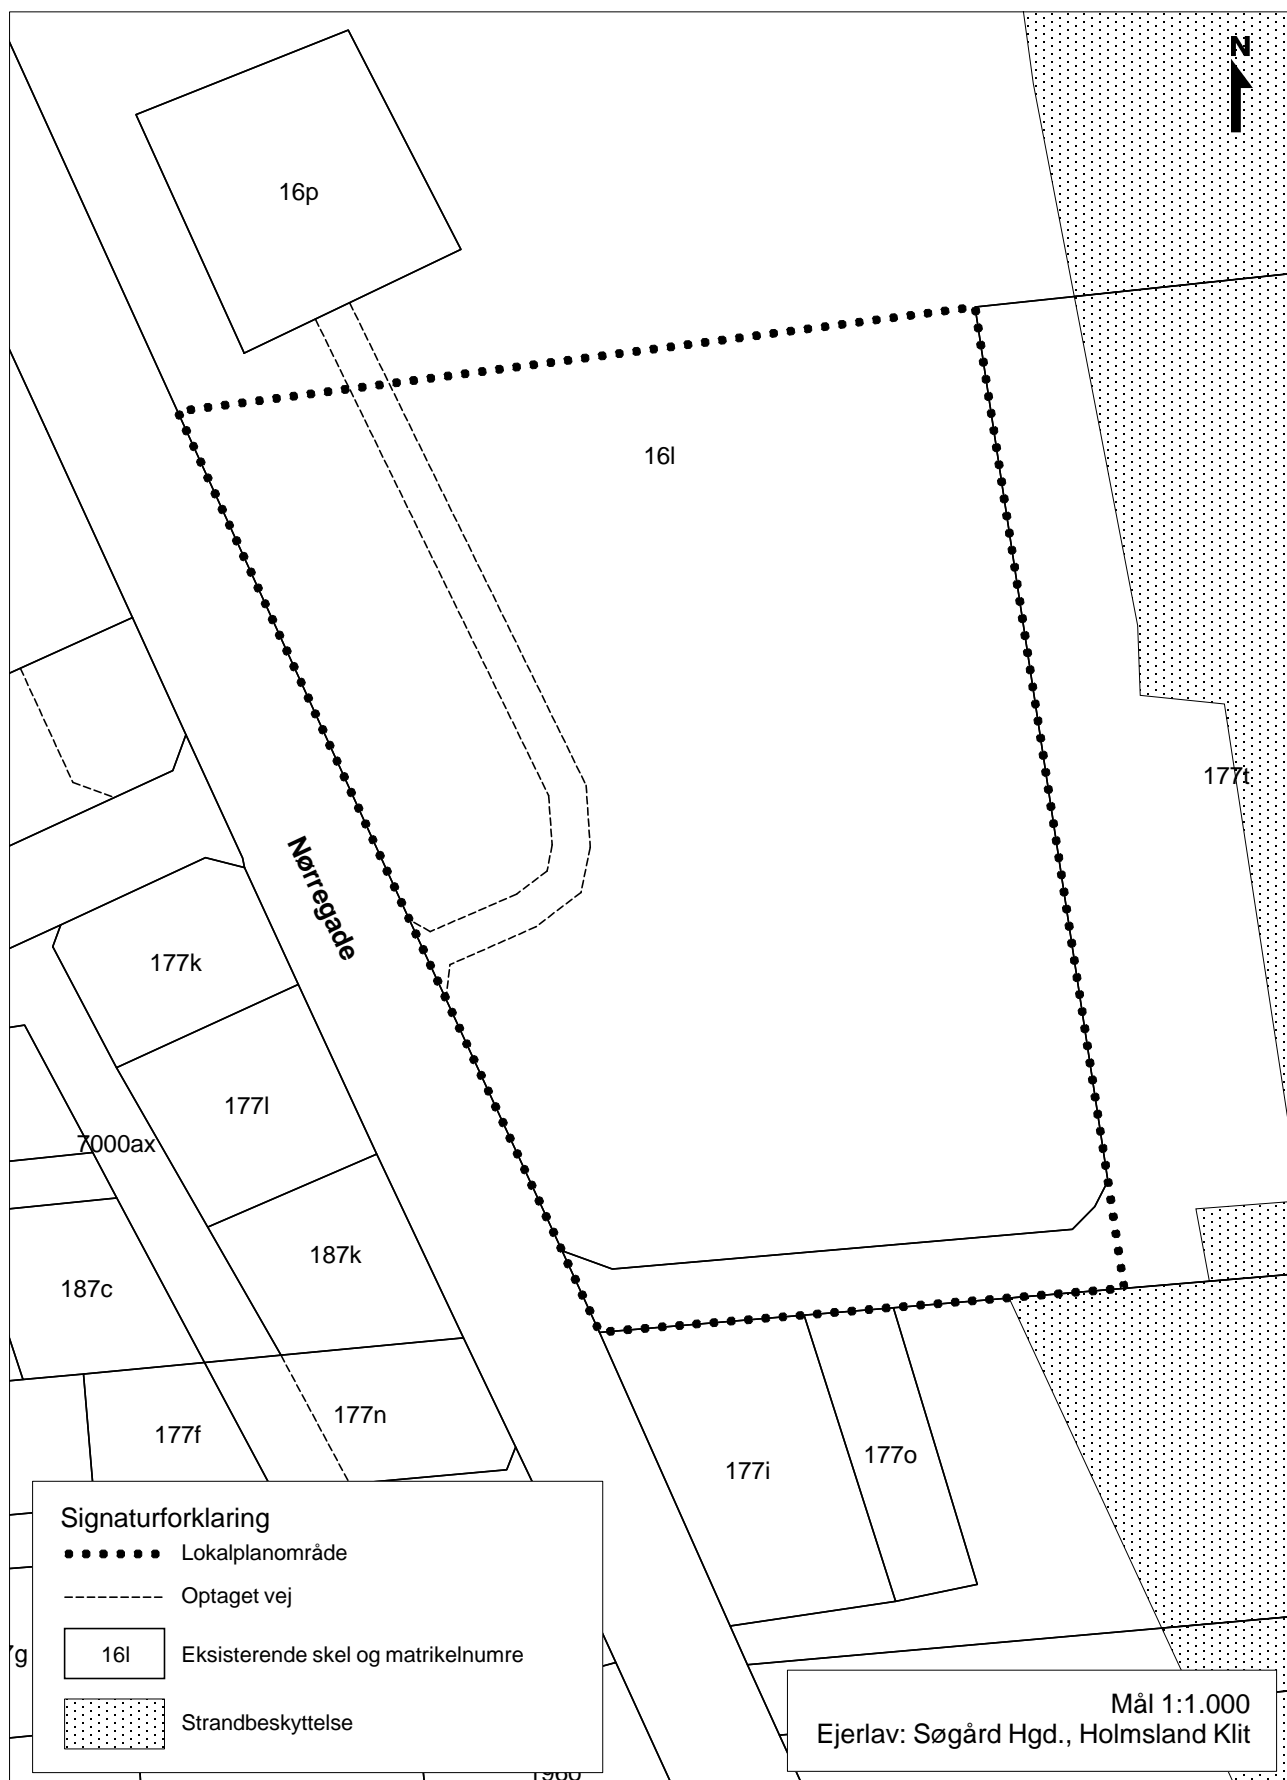 N
16p
16l
177t
Nørregade
177k
177l
7000ax
187k
187c
177n
177f
177o
177i
Signaturforklaring
Lokalplanområde
Optaget vej
16l
Eksisterende skel og matrikelnumre
Strandbeskyttelse
Mål 1:1.000
Ejerlav: Søgård Hgd., Holmsland Klit